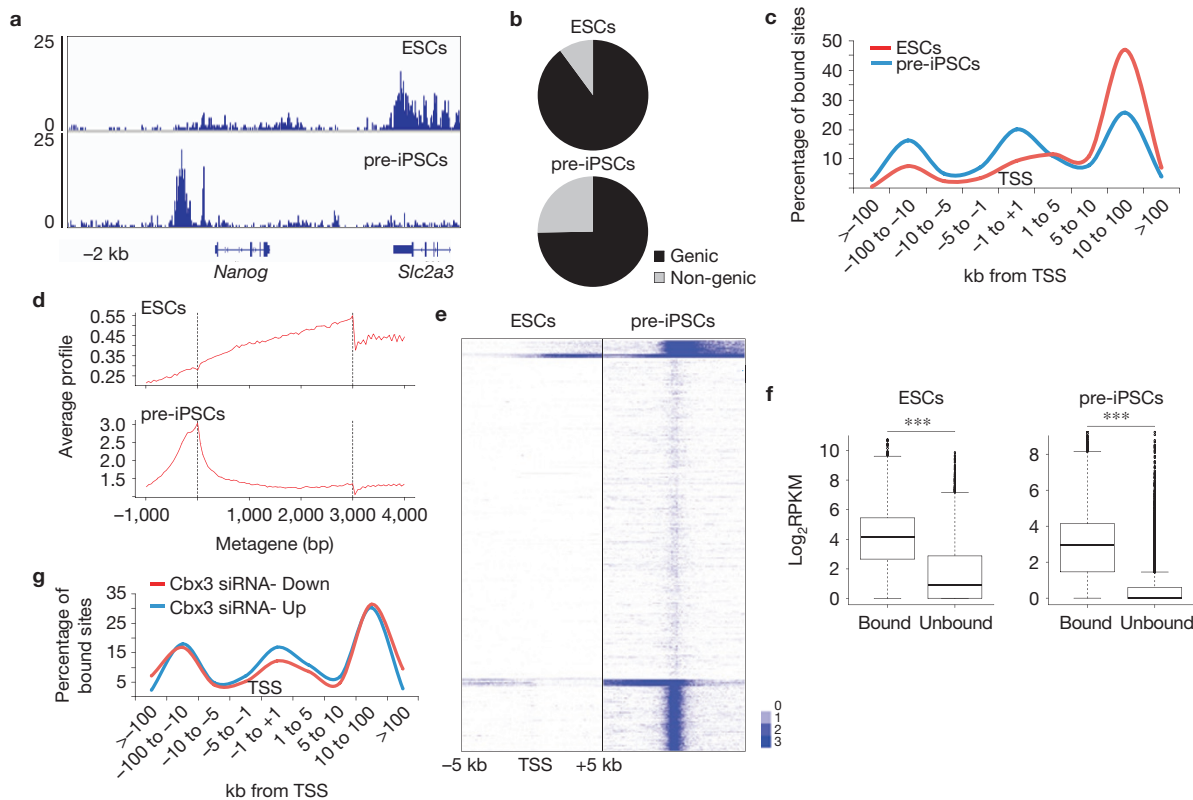 a
25
ESCs
0
25
pre-iPSCs
0
−2 kb
Nanog
Slc2a3
b
ESCs
pre-iPSCs
Genic
Non-genic
c
ESCs
pre-iPSCs
Percentage of bound sites
50
40
30
20
10
TSS
>−100
−100 to −10
−10 to −5
−5 to −1
−1 to +1
1 to 5
5 to 10
10 to 100
>100
kb from TSS
d
ESCs
0.55
0.45
0.35
0.25
Average profile
pre-iPSCs
3.0
2.5
2.0
1.5
−1,000
1,000
2,000
3,000
4,000
Metagene (bp)
e
ESCs
pre-iPSCs
−5 kb
TSS
+5 kb
0
1
2
3
f
ESCs
pre-iPSCs
***
***
Log2RPKM
10
8
6
4
2
0
8
6
4
2
0
Bound
Unbound
Bound
Unbound
g
Cbx3 siRNA- Down
Cbx3 siRNA- Up
Percentage of
bound sites
35
25
15
5
TSS
>−100
−100 to −10
−10 to −5
−5 to −1
−1 to +1
1 to 5
5 to 10
10 to 100
>100
kb from TSS